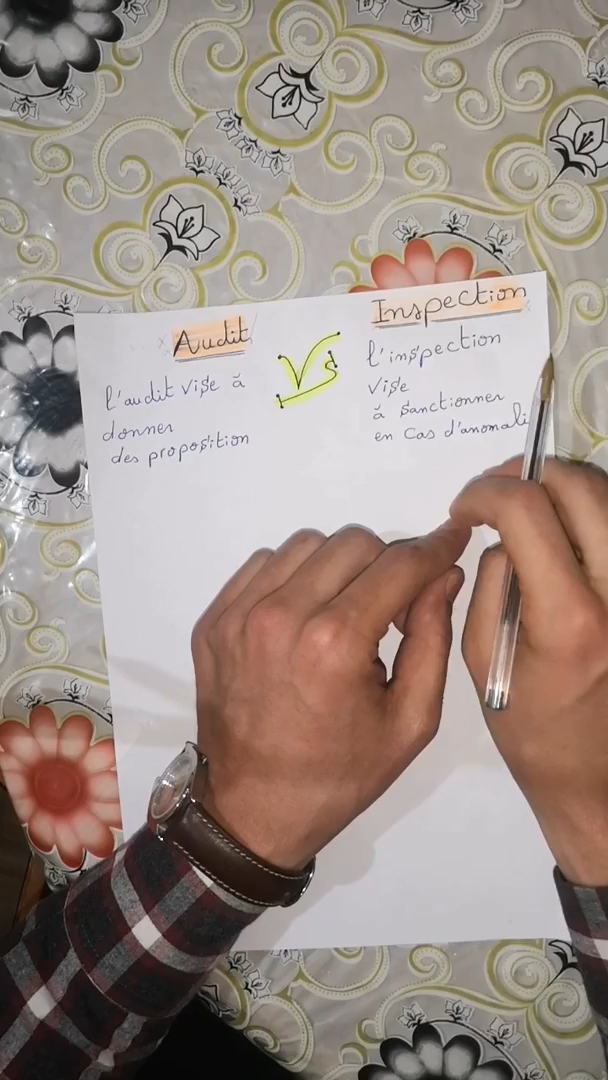 Audit
Vs
Inspection
l'audit vise à
donner
des proposition
l'inspection
vise
à sanctionner
en cas d'anomali